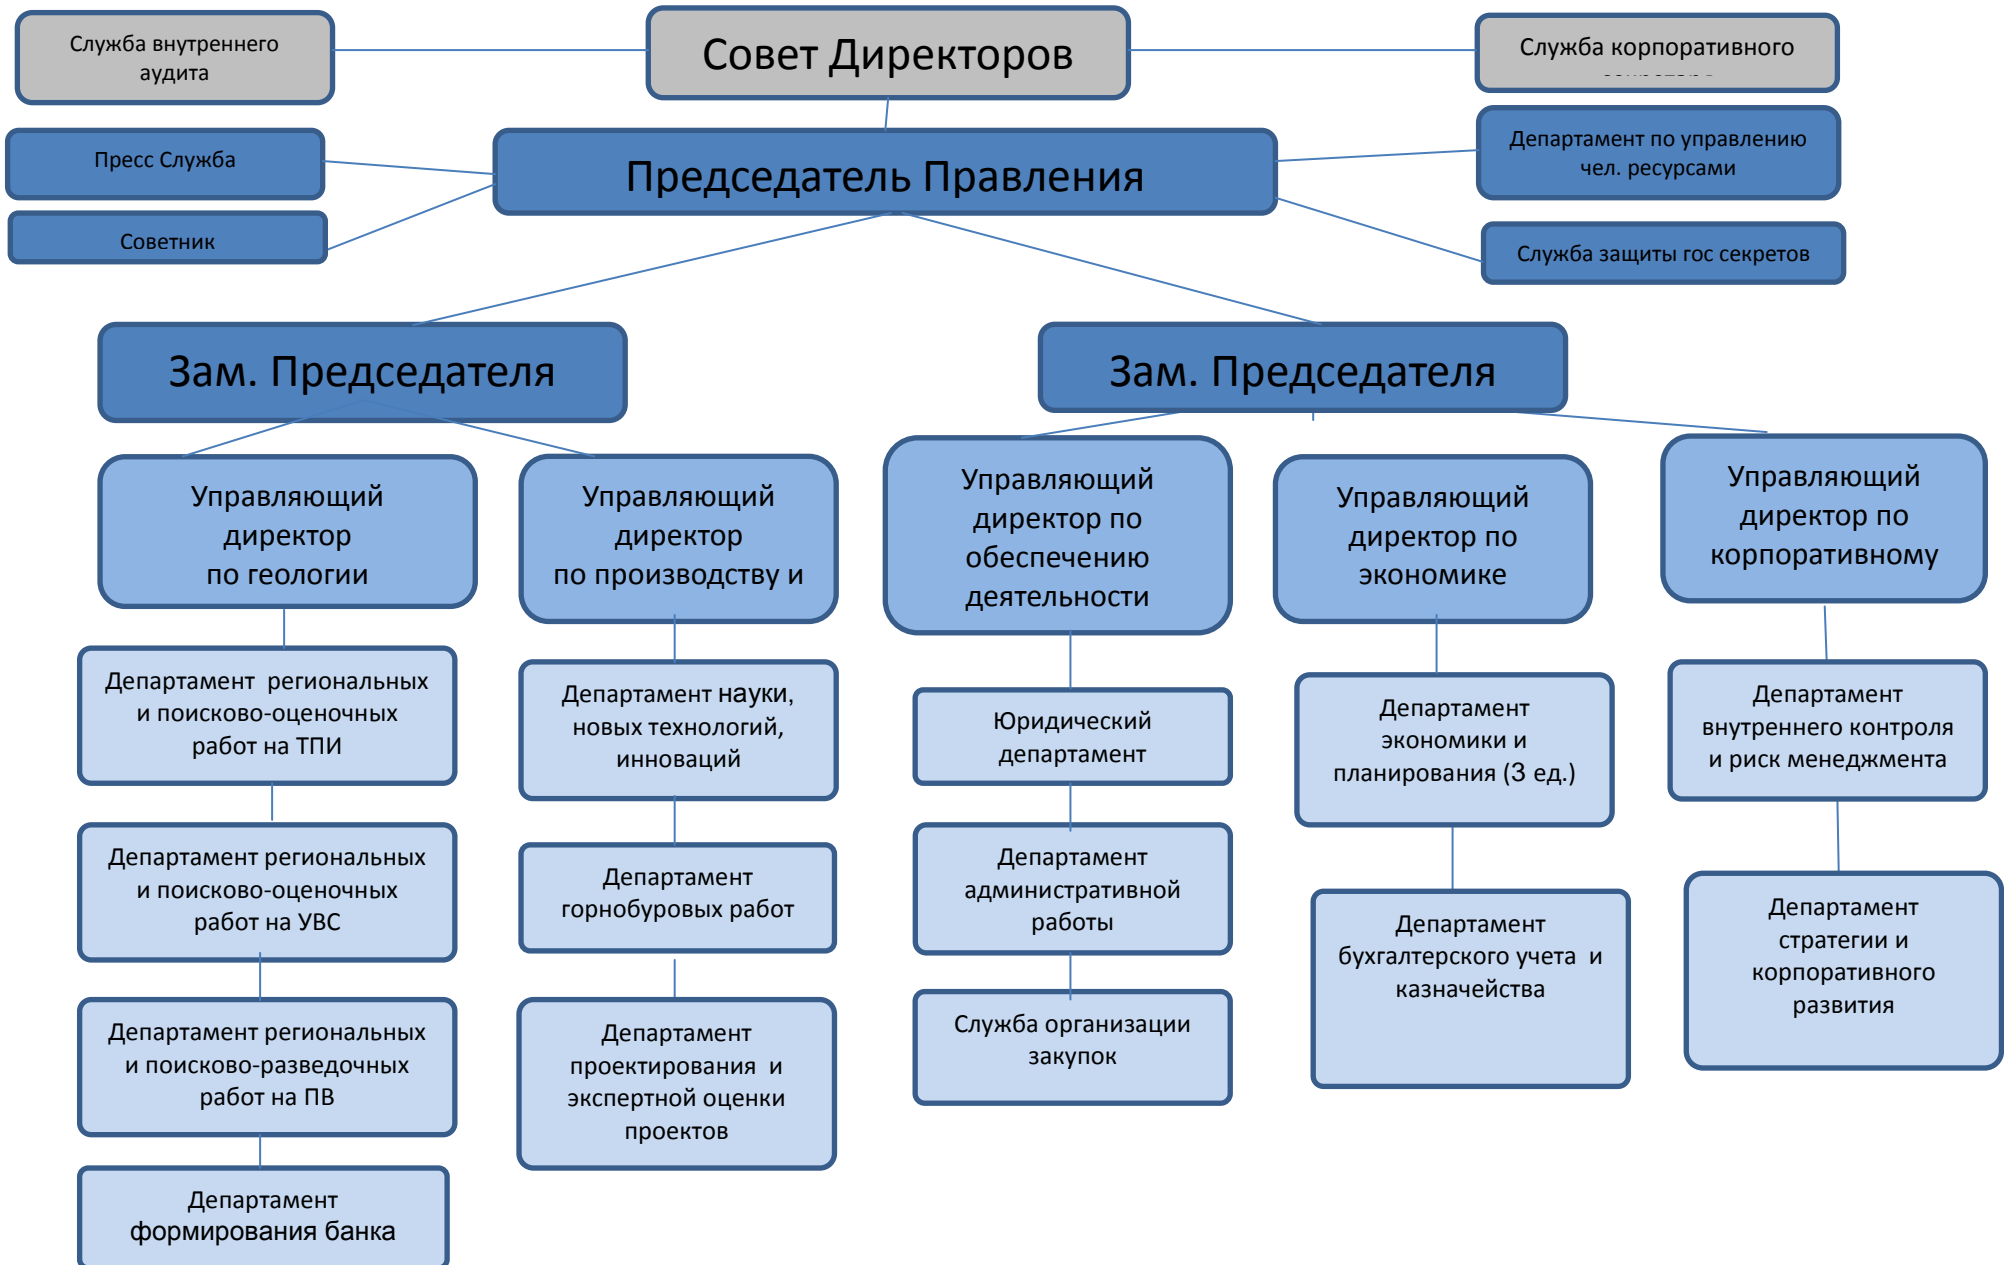 Служба внутреннего
аудита
Совет Директоров
Служба корпоративного
Пресс Служба
Председатель Правления
Департамент по управлению
чел. ресурсами
Советник
Служба защиты гос секретов
Зам. Председателя
Зам. Председателя
Управляющий
директор
по геологии
Управляющий
директор
по производству и
Управляющий
директор по
обеспечению
деятельности
Управляющий
директор по
экономике
Управляющий
директор по
корпоративному
Департамент региональных
и поисково-оценочных
работ на ТПИ
Департамент науки,
новых технологий,
инноваций
Юридический
департамент
Департамент
экономики и
планирования (3 ед.)
Департамент
внутреннего контроля
и риск менеджмента
Департамент региональных
и поисково-оценочных
работ на УВС
Департамент
горнобуровых работ
Департамент
административной
работы
Департамент
бухгалтерского учета и
казначейства
Департамент
стратегии и
корпоративного
развития
Департамент региональных
и поисково-разведочных
работ на ПВ
Департамент
проектирования и
экспертной оценки
проектов
Служба организации
закупок
Департамент
формирования банка